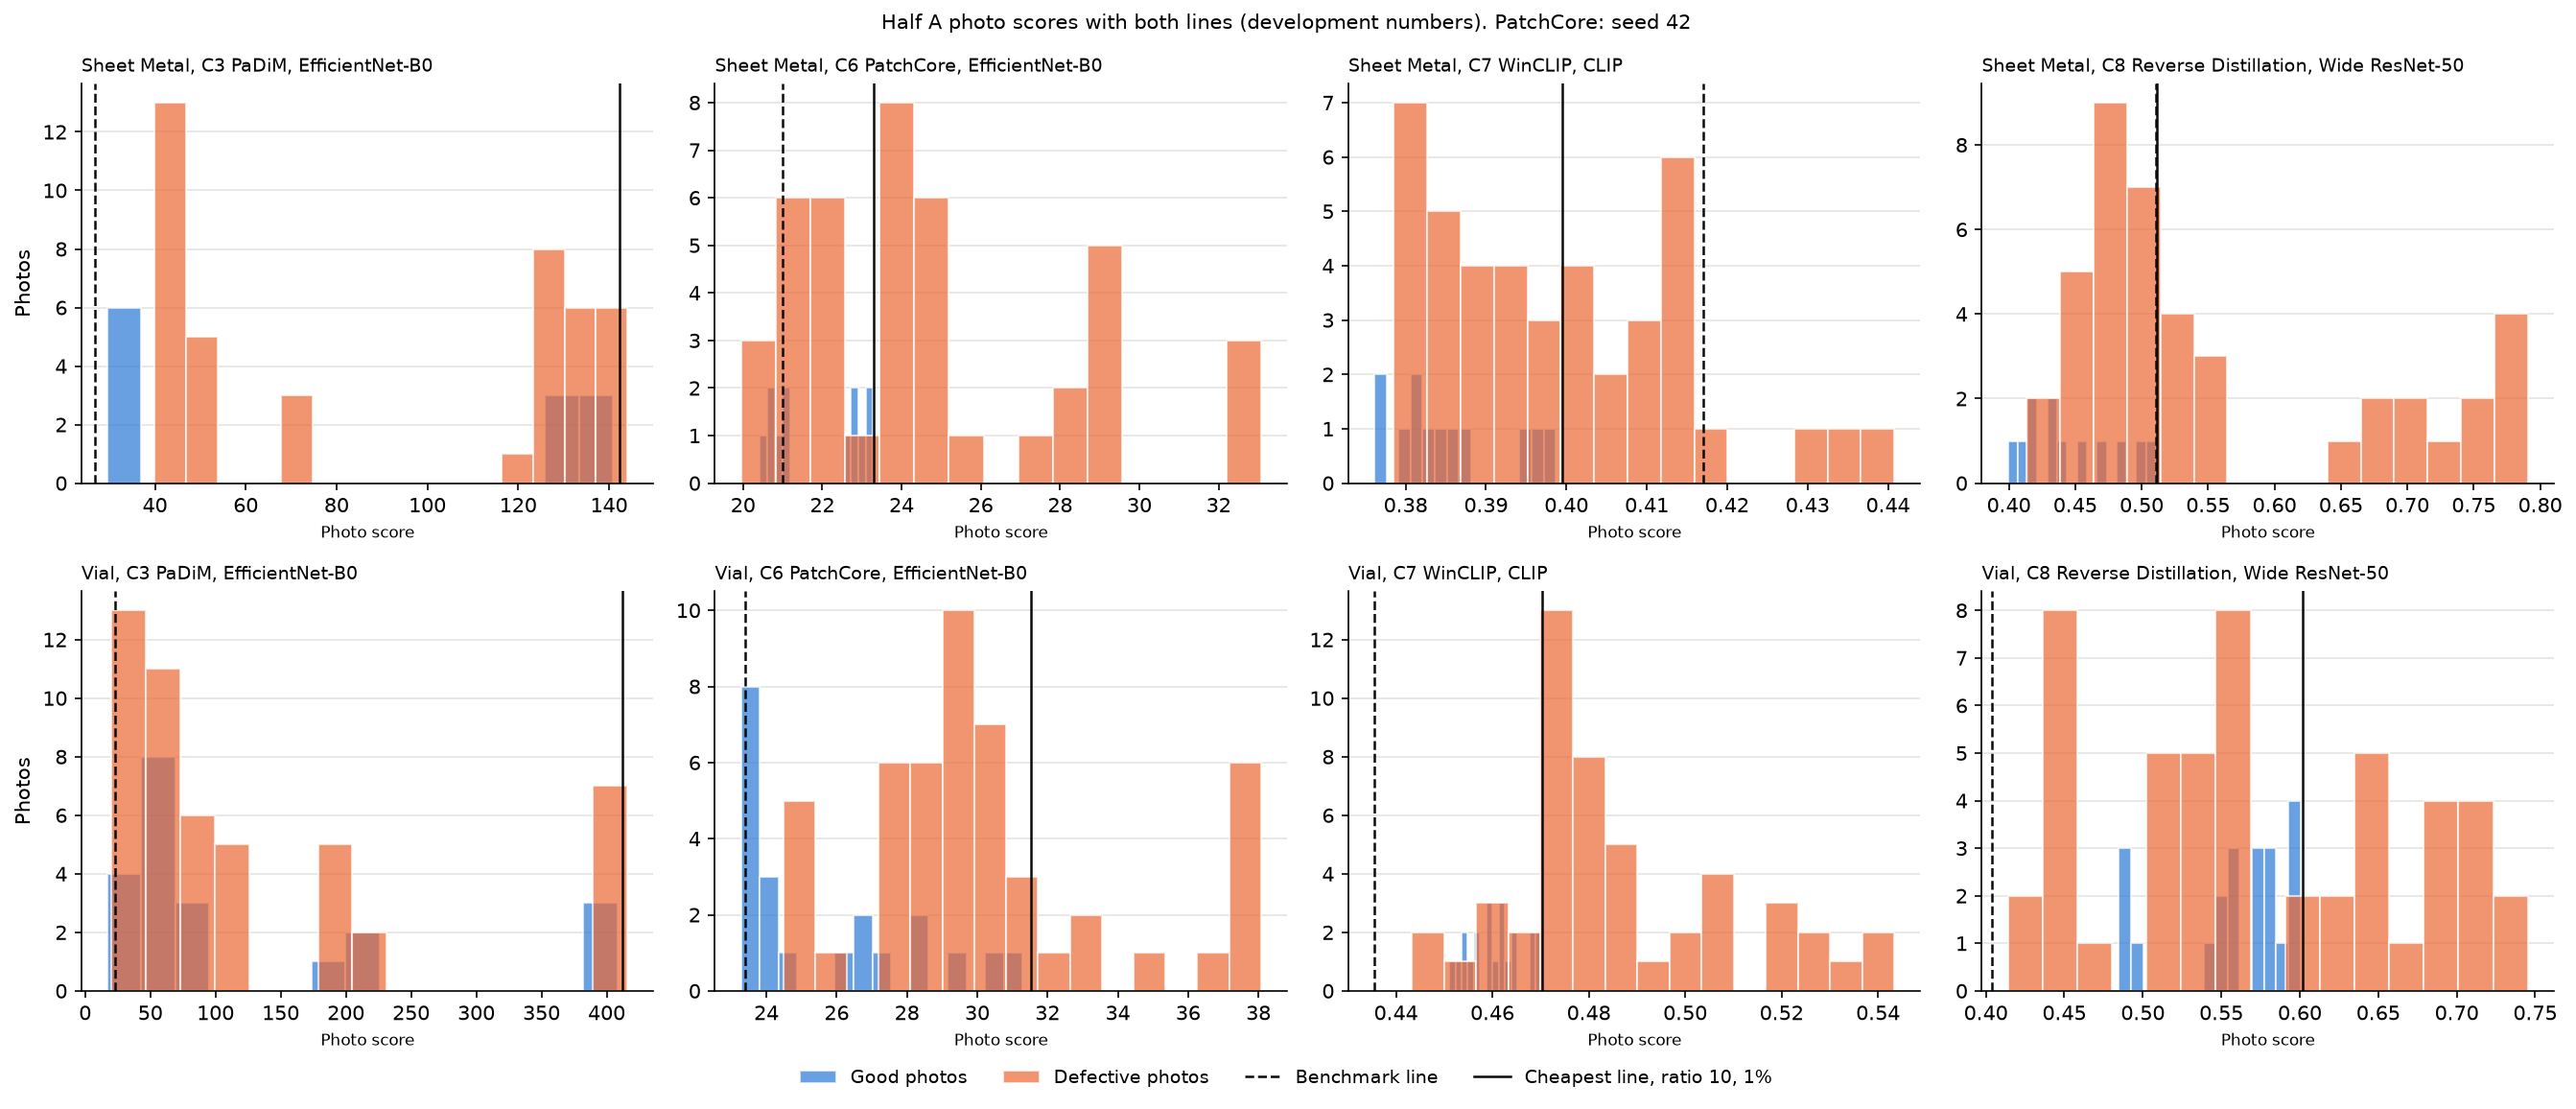 Half A photo scores with both lines (development numbers). PatchCore: seed 42
Sheet Metal, C3 PaDiM, EfficientNet-B0
Sheet Metal, C6 PatchCore, EfficientNet-B0
Sheet Metal, C7 WinCLIP, CLIP
Sheet Metal, C8 Reverse Distillation, Wide ResNet-50
Photos
12
10
8
6
4
2
0
40 60 80 100 120 140
Photo score
8
7
6
5
4
3
2
1
0
20 22 24 26 28 30 32
Photo score
7
6
5
4
3
2
1
0
0.38 0.39 0.40 0.41 0.42 0.43 0.44
Photo score
8
6
4
2
0
0.40 0.45 0.50 0.55 0.60 0.65 0.70 0.75 0.80
Photo score
Vial, C3 PaDiM, EfficientNet-B0
Vial, C6 PatchCore, EfficientNet-B0
Vial, C7 WinCLIP, CLIP
Vial, C8 Reverse Distillation, Wide ResNet-50
Photos
12
10
8
6
4
2
0
0 50 100 150 200 250 300 350 400
Photo score
10
8
6
4
2
0
24 26 28 30 32 34 36 38
Photo score
12
10
8
6
4
2
0
0.44 0.46 0.48 0.50 0.52 0.54
Photo score
8
7
6
5
4
3
2
1
0
0.40 0.45 0.50 0.55 0.60 0.65 0.70 0.75
Photo score
Good photos
Defective photos
Benchmark line
Cheapest line, ratio 10, 1%